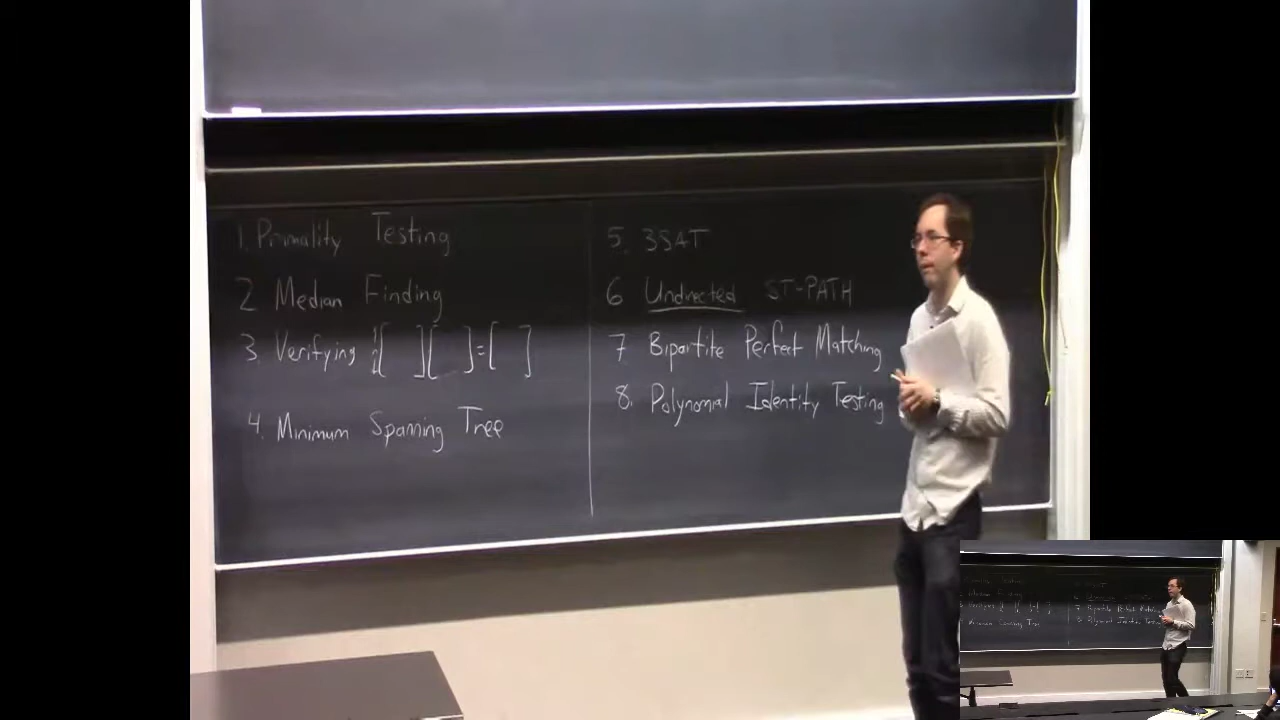 1. Primality Testing
2 Median Finding
3. Verifying [ ][ ]=[ ]
4. Minimum Spanning Tree
5. 3SAT
6 Undirected ST-PATH
7 Bipartite Perfect Matching
8. Polynomial Identity Testing